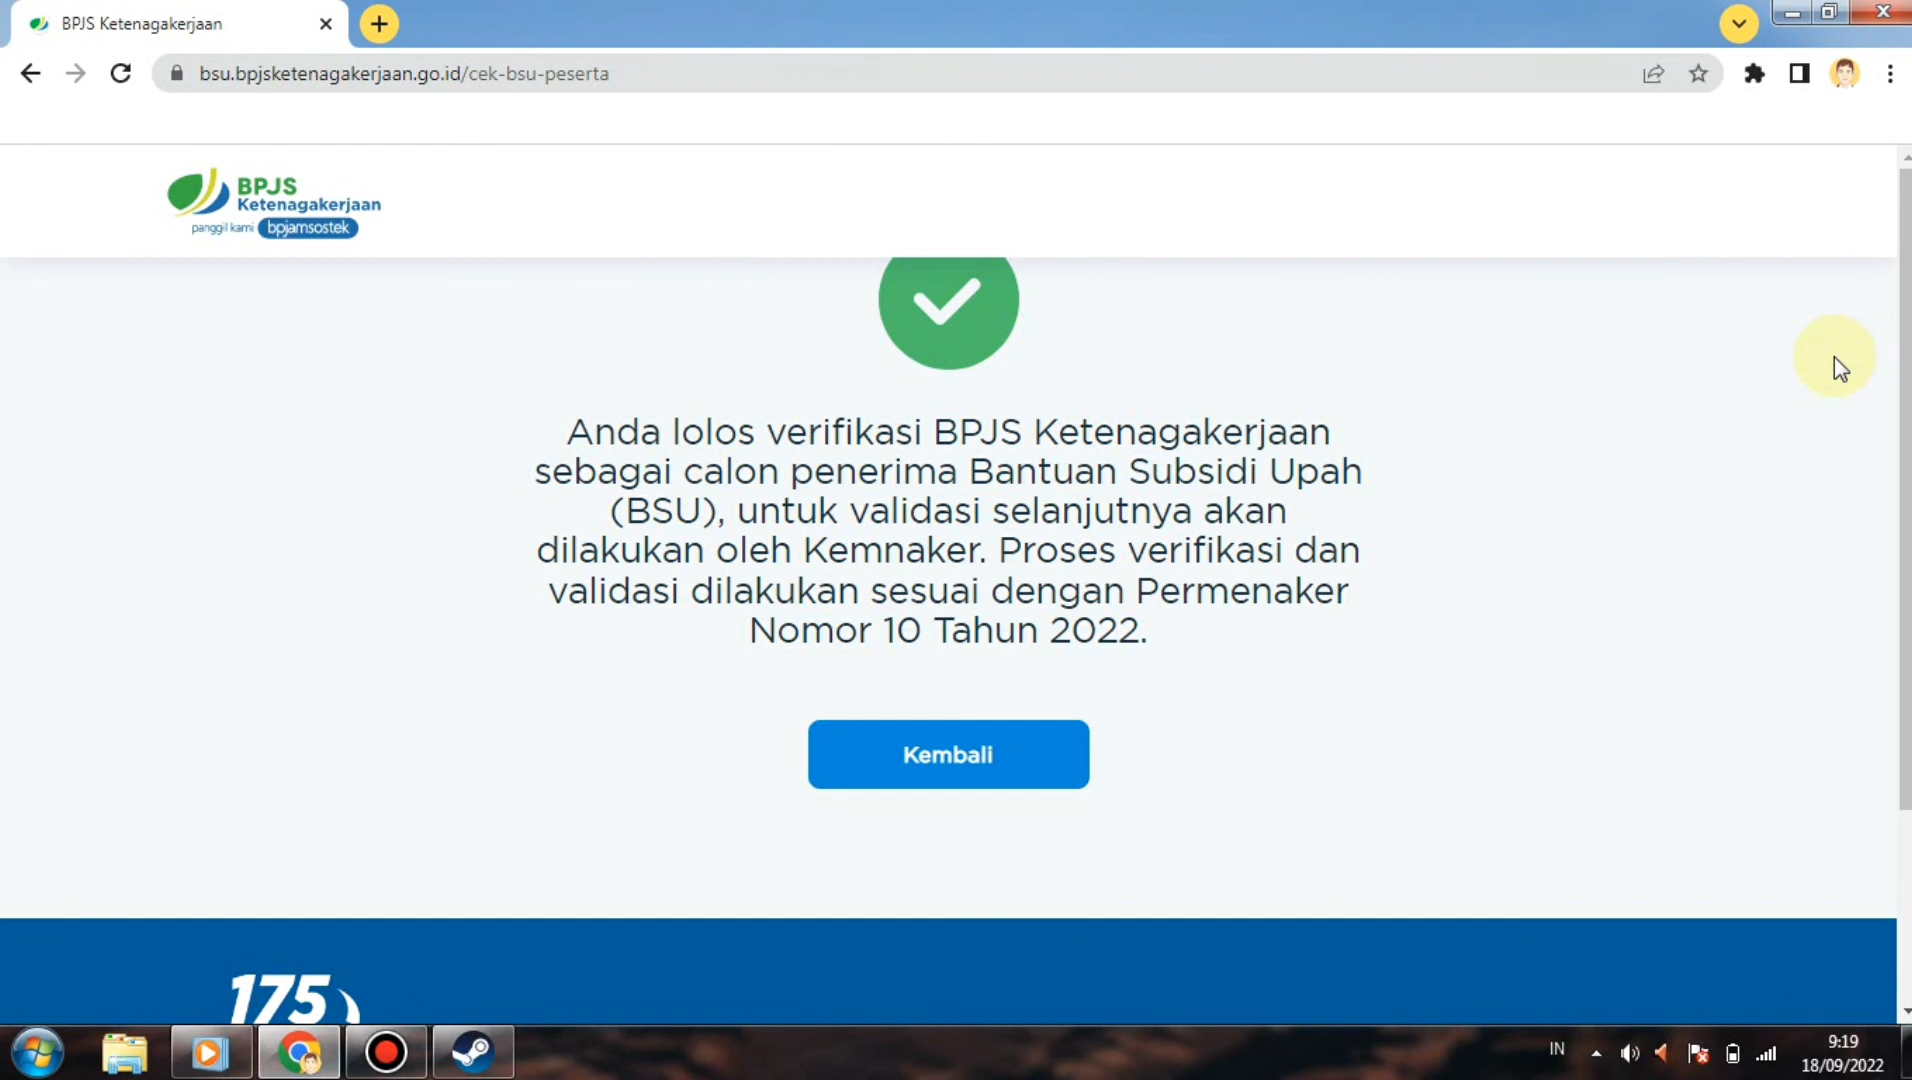 BPJS Ketenagakerjaan
bsu.bpjsketenagakerjaan.go.id/cek-bsu-peserta
BPJS
Ketenagakerjaan
panggil kami bpjamsostek
Anda lolos verifikasi BPJS Ketenagakerjaan
sebagai calon penerima Bantuan Subsidi Upah
(BSU), untuk validasi selanjutnya akan
dilakukan oleh Kemnaker. Proses verifikasi dan
validasi dilakukan sesuai dengan Permenaker
Nomor 10 Tahun 2022.
Kembali
175
IN
9:19
18/09/2022